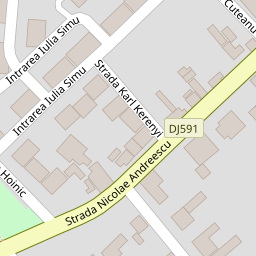 Cuteanu
Intrarea Iulia Simu
Strada Karl Kerenyi
Intrarea Iulia Simu
DJ591
Strada Nicolae Andreescu
Hoinic